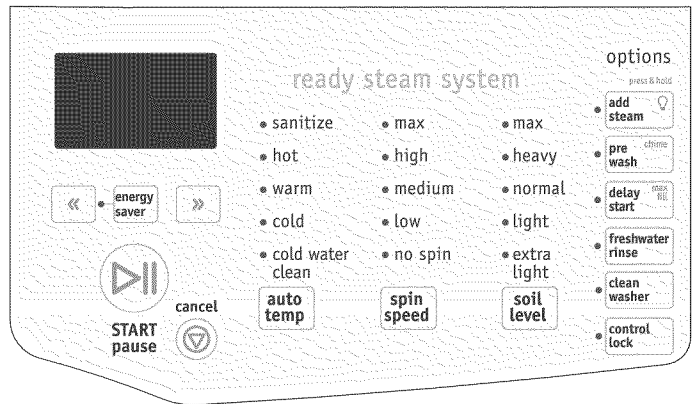 ready steam system
options
press & hold
« energy
saver »
START
pause
cancel
sanitize
hot
warm
cold
cold water
clean
auto
temp
max
high
medium
low
no spin
spin
speed
max
heavy
normal
light
extra
light
soil
level
add
steam
pre
wash
chime
delay
start
max
fill
freshwater
rinse
clean
washer
control
lock